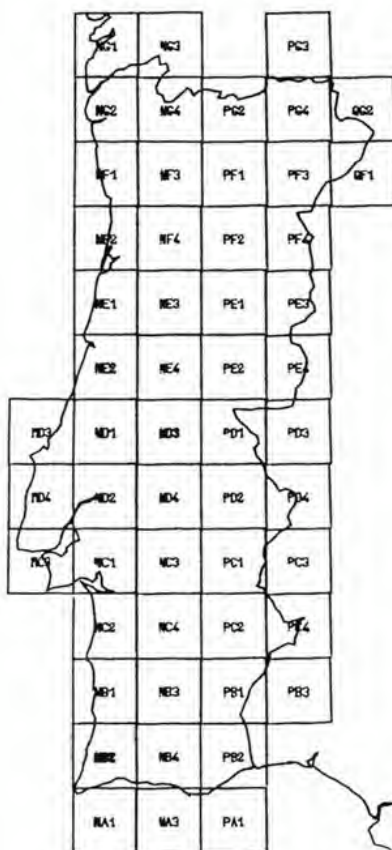 NG1 NG3 PG3
NG2 NG4 PG2 PG4 QG2
NF1 NF3 PF1 PF3 QF1
NF2 NF4 PF2 PF4
NE1 NE3 PE1 PE3
NE2 NE4 PE2 PE4
MD3 ND1 ND3 PD1 PD3
MD4 ND2 ND4 PD2 PD4
MC3 NC1 NC3 PC1 PC3
NC2 NC4 PC2 PC4
NB1 NB3 PB1 PB3
NB2 NB4 PB2
NA1 NA3 PA1